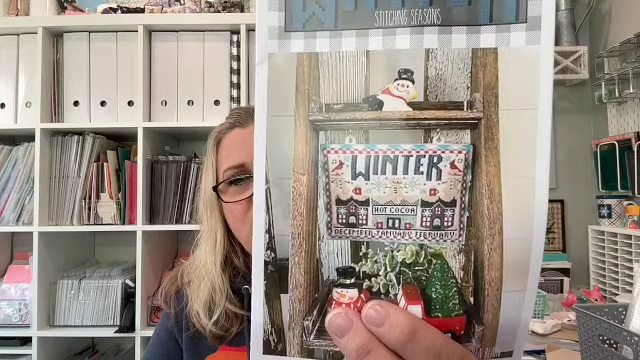 STITCHING SEASONS
WINTER
HOT COCOA
DECEMBER JANUARY FEBRUARY